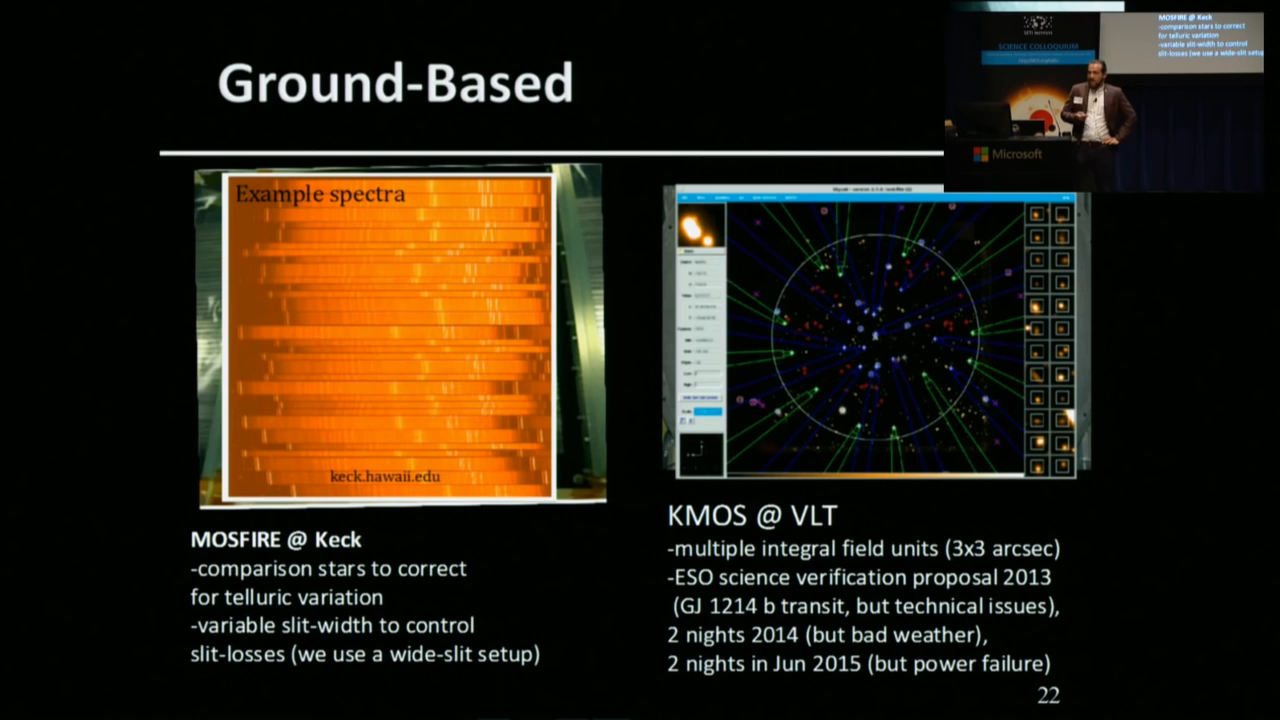 Ground-Based
Example spectra
keck.hawaii.edu
MOSFIRE @ Keck
-comparison stars to correct
for telluric variation
-variable slit-width to control
slit-losses (we use a wide-slit setup)
KMOS @ VLT
-multiple integral field units (3x3 arcsec)
-ESO science verification proposal 2013
(GJ 1214 b transit, but technical issues),
2 nights 2014 (but bad weather),
2 nights in Jun 2015 (but power failure)
22
SETI INSTITUTE
SCIENCE COLLOQUIUM
MOSFIRE @ Keck
-comparison stars to correct
for telluric variation
-variable slit-width to control
slit-losses (we use a wide-slit setup
Microsoft